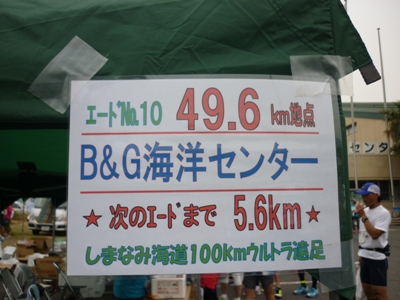 エードNo.10 49.6 km地点
B&G海洋センター
★ 次のエードまで 5.6km ★
しまなみ海道100kmウルトラ遠足
センタ